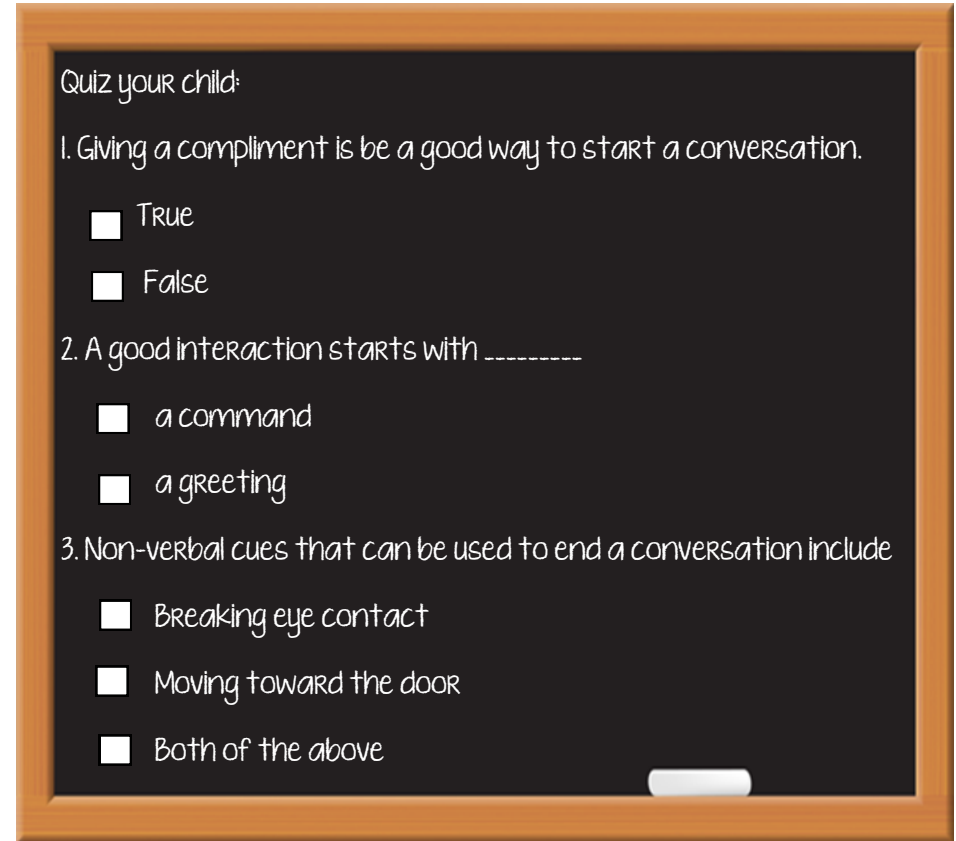 Quiz your child:
1. Giving a compliment is be a good way to start a conversation.
True
False
2. A good interaction starts with _________
a command
a greeting
3. Non-verbal cues that can be used to end a conversation include
Breaking eye contact
Moving toward the door
Both of the above